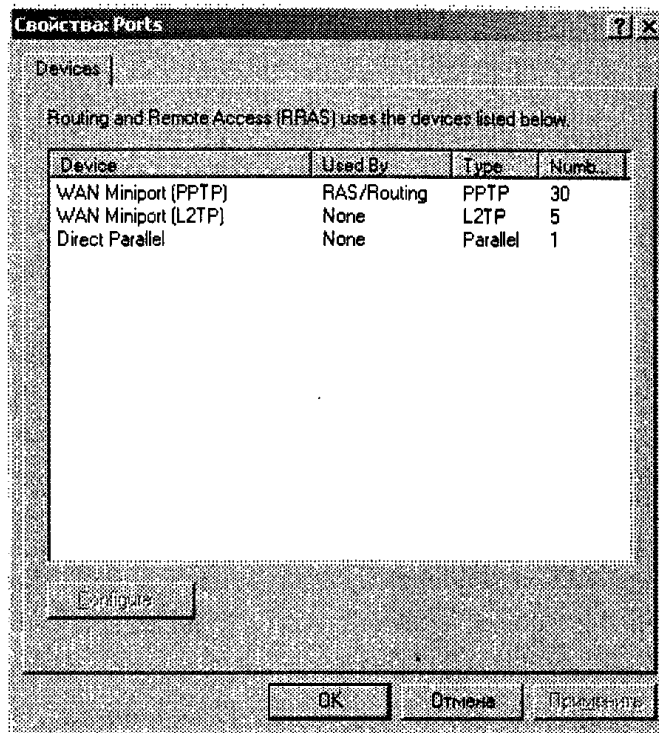 Свойства: Ports
Devices
Routing and Remote Access (RRAS) uses the devices listed below.
Device Used By Type Numb...
WAN Miniport (PPTP) RAS/Routing PPTP 30
WAN Miniport (L2TP) None L2TP 5
Direct Parallel None Parallel 1
Configure...
OK Отмена Применить